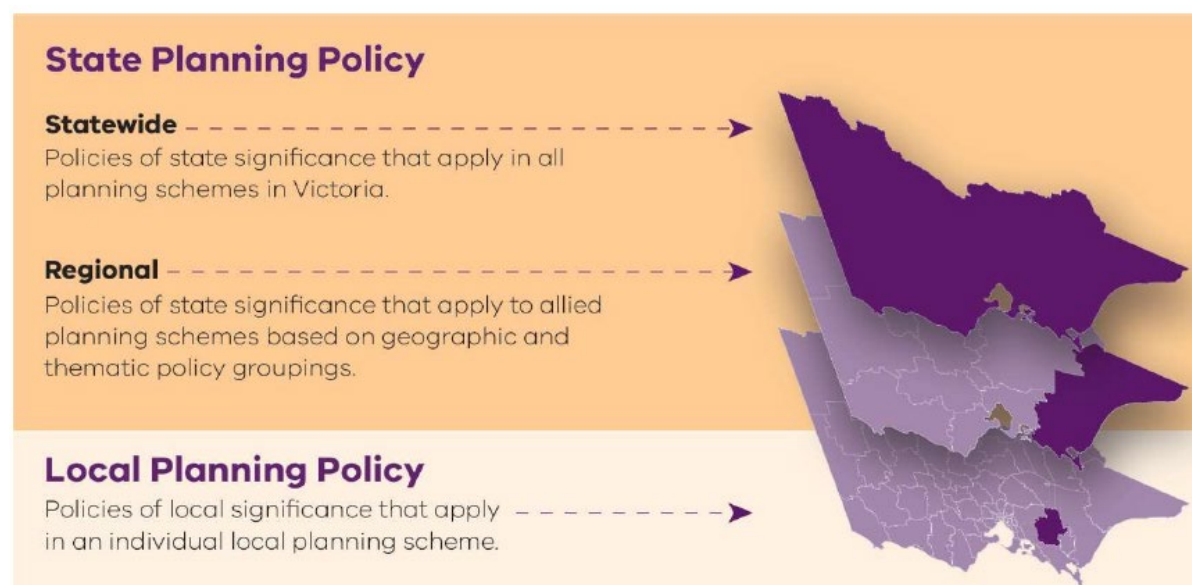 State Planning Policy
Statewide
Policies of state significance that apply in all
planning schemes in Victoria.
Regional
Policies of state significance that apply to allied
planning schemes based on geographic and
thematic policy groupings.
Local Planning Policy
Policies of local significance that apply
in an individual local planning scheme.